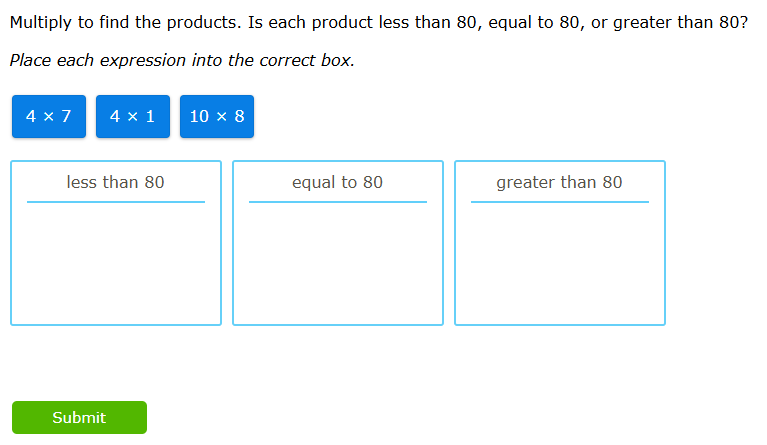 Multiply to find the products. Is each product less than 80, equal to 80, or greater than 80?
Place each expression into the correct box.
4 × 7 4 × 1 10 × 8
less than 80 equal to 80 greater than 80
Submit